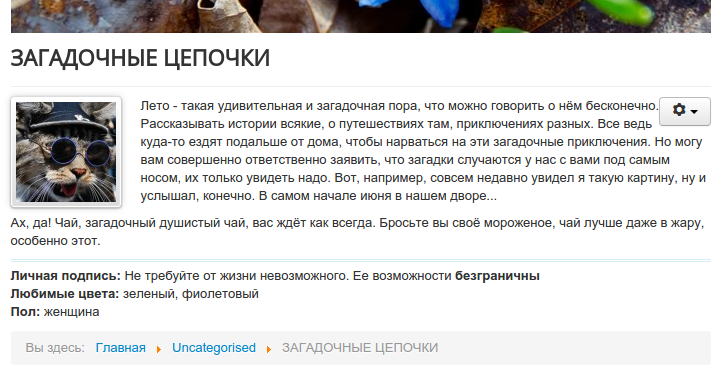 ЗАГАДОЧНЫЕ ЦЕПОЧКИ
Лето - такая удивительная и загадочная пора, что можно говорить о нём бесконечно.
Рассказывать истории всякие, о путешествиях там, приключениях разных. Все ведь
куда-то ездят подальше от дома, чтобы нарваться на эти загадочные приключения. Но могу
вам совершенно ответственно заявить, что загадки случаются у нас с вами под самым
носом, их только увидеть надо. Вот, например, совсем недавно увидел я такую картину, ну и
услышал, конечно. В самом начале июня в нашем дворе...
Ах, да! Чай, загадочный душистый чай, вас ждёт как всегда. Бросьте вы своё мороженое, чай лучше даже в жару,
особенно этот.
Личная подпись: Не требуйте от жизни невозможного. Ее возможности безграничны
Любимые цвета: зеленый, фиолетовый
Пол: женщина
Вы здесь: Главная Uncategorised ЗАГАДОЧНЫЕ ЦЕПОЧКИ